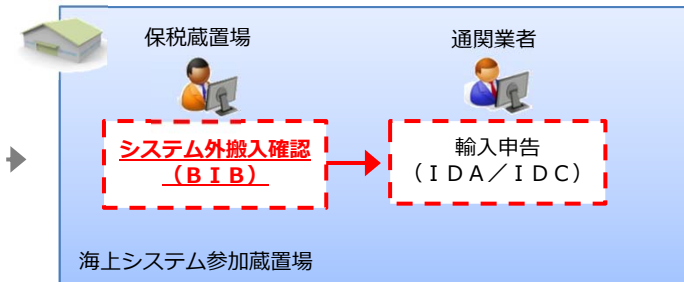 保税蔵置場
通関業者
システム外搬入確認
（ＢＩＢ）
輸入申告
（ＩＤＡ／ＩＤＣ）
海上システム参加蔵置場